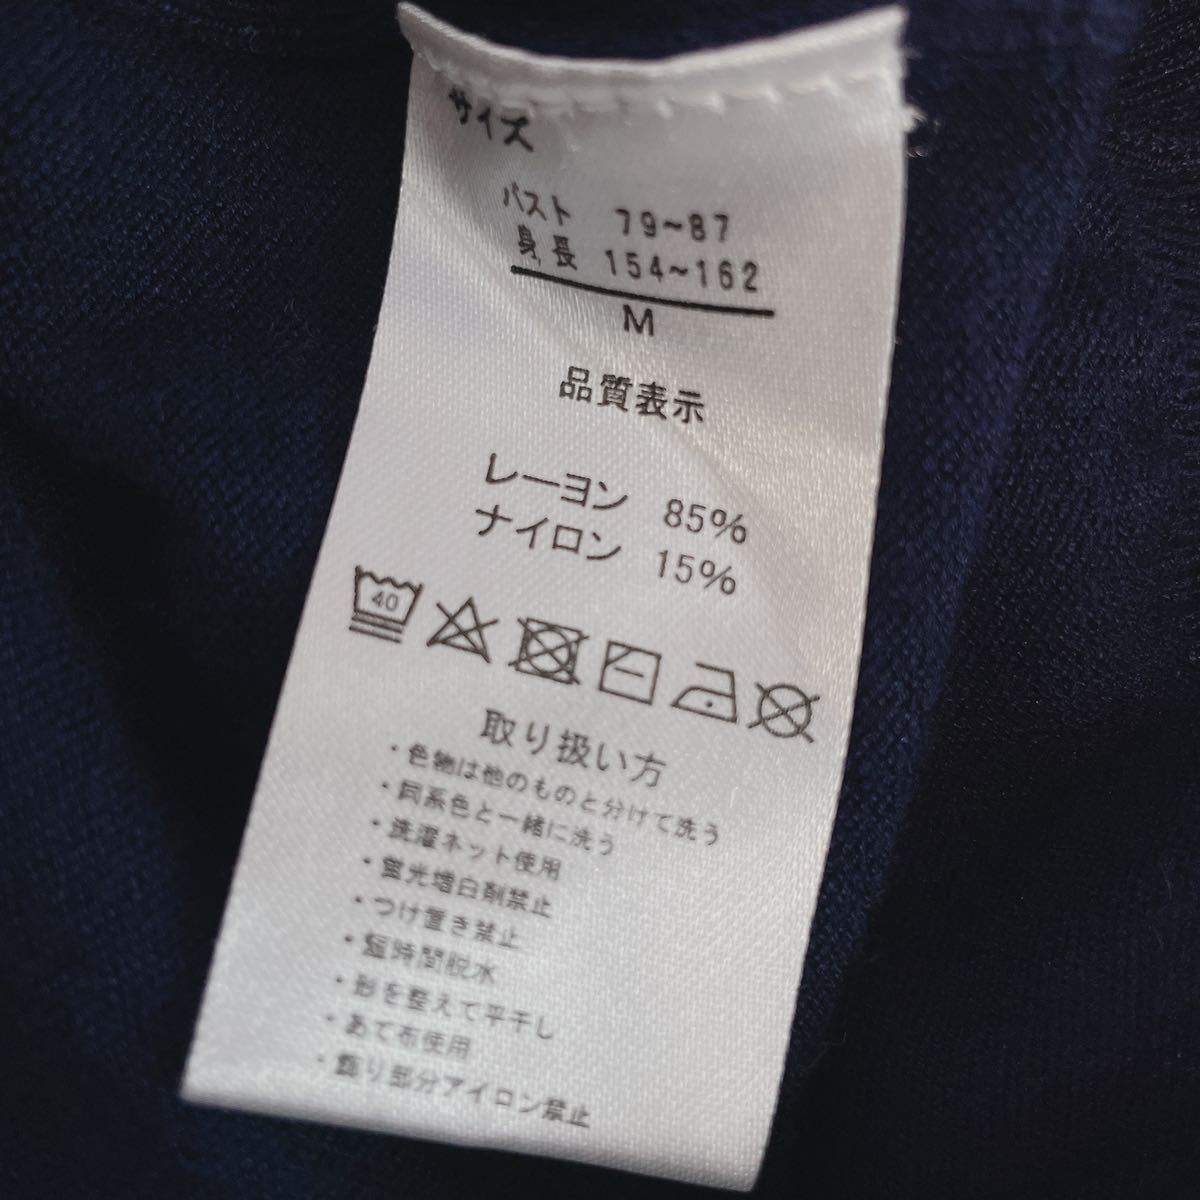 サイズ
バスト 79~87
身長 154~162
M
品質表示
レーヨン 85%
ナイロン 15%
40
取り扱い方
・色物は他のものと分けて洗う
・同系色と一緒に洗う
・洗濯ネット使用
・蛍光増白剤禁止
・つけ置き禁止
・短時間脱水
・形を整えて平干し
・あて布使用
・飾り部分アイロン禁止